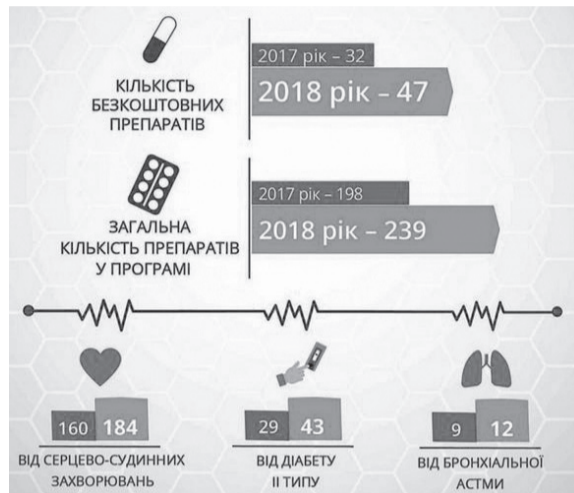 КІЛЬКІСТЬ
БЕЗКОШТОВНИХ
ПРЕПАРАТІВ
2017 рік – 32
2018 рік – 47
ЗАГАЛЬНА
КІЛЬКІСТЬ ПРЕПАРАТІВ
У ПРОГРАМІ
2017 рік – 198
2018 рік – 239
160 184
ВІД СЕРЦЕВО-СУДИННИХ
ЗАХВОРЮВАНЬ
29 43
ВІД ДІАБЕТУ
ІІ ТИПУ
9 12
ВІД БРОНХІАЛЬНОЇ
АСТМИ